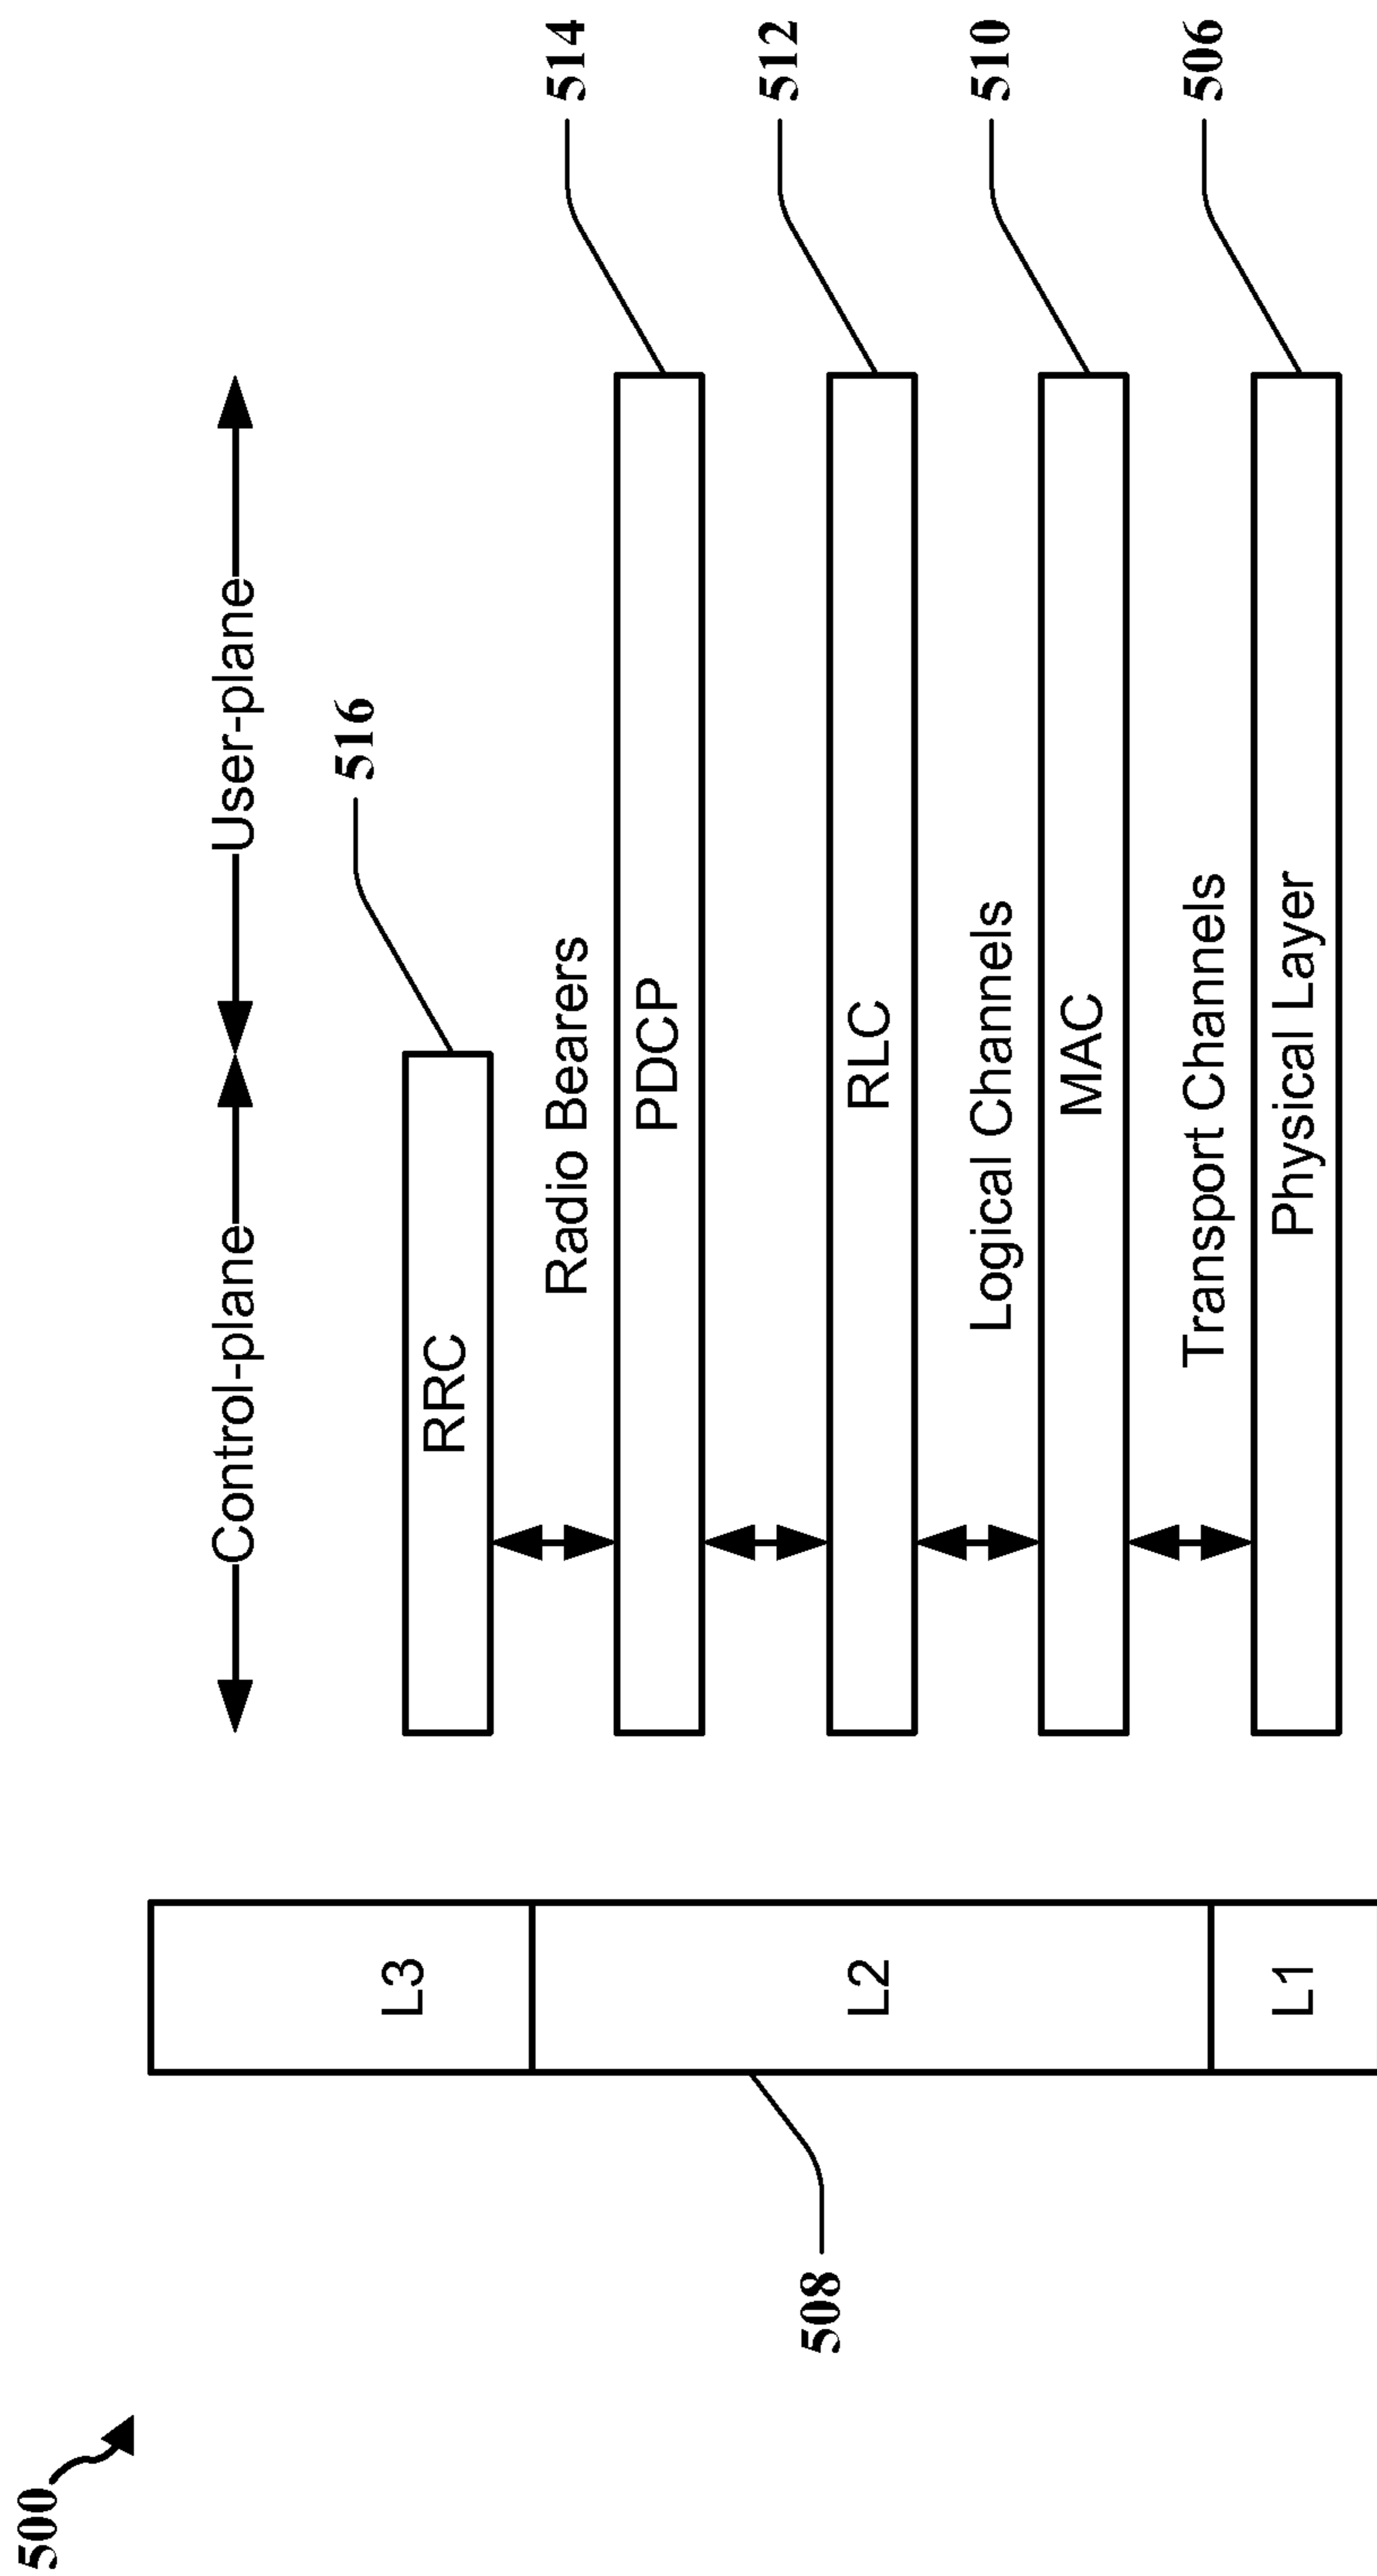 500
Control-plane
User-plane
516
RRC
L3
Radio Bearers
514
PDCP
512
508
L2
RLC
Logical Channels
510
MAC
Transport Channels
506
L1
Physical Layer